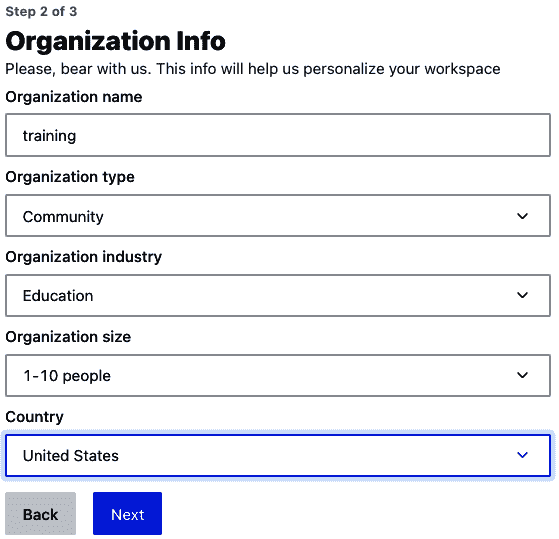 Step 2 of 3
Organization Info
Please, bear with us. This info will help us personalize your workspace
Organization name
training
Organization type
Community
Organization industry
Education
Organization size
1-10 people
Country
United States
Back Next